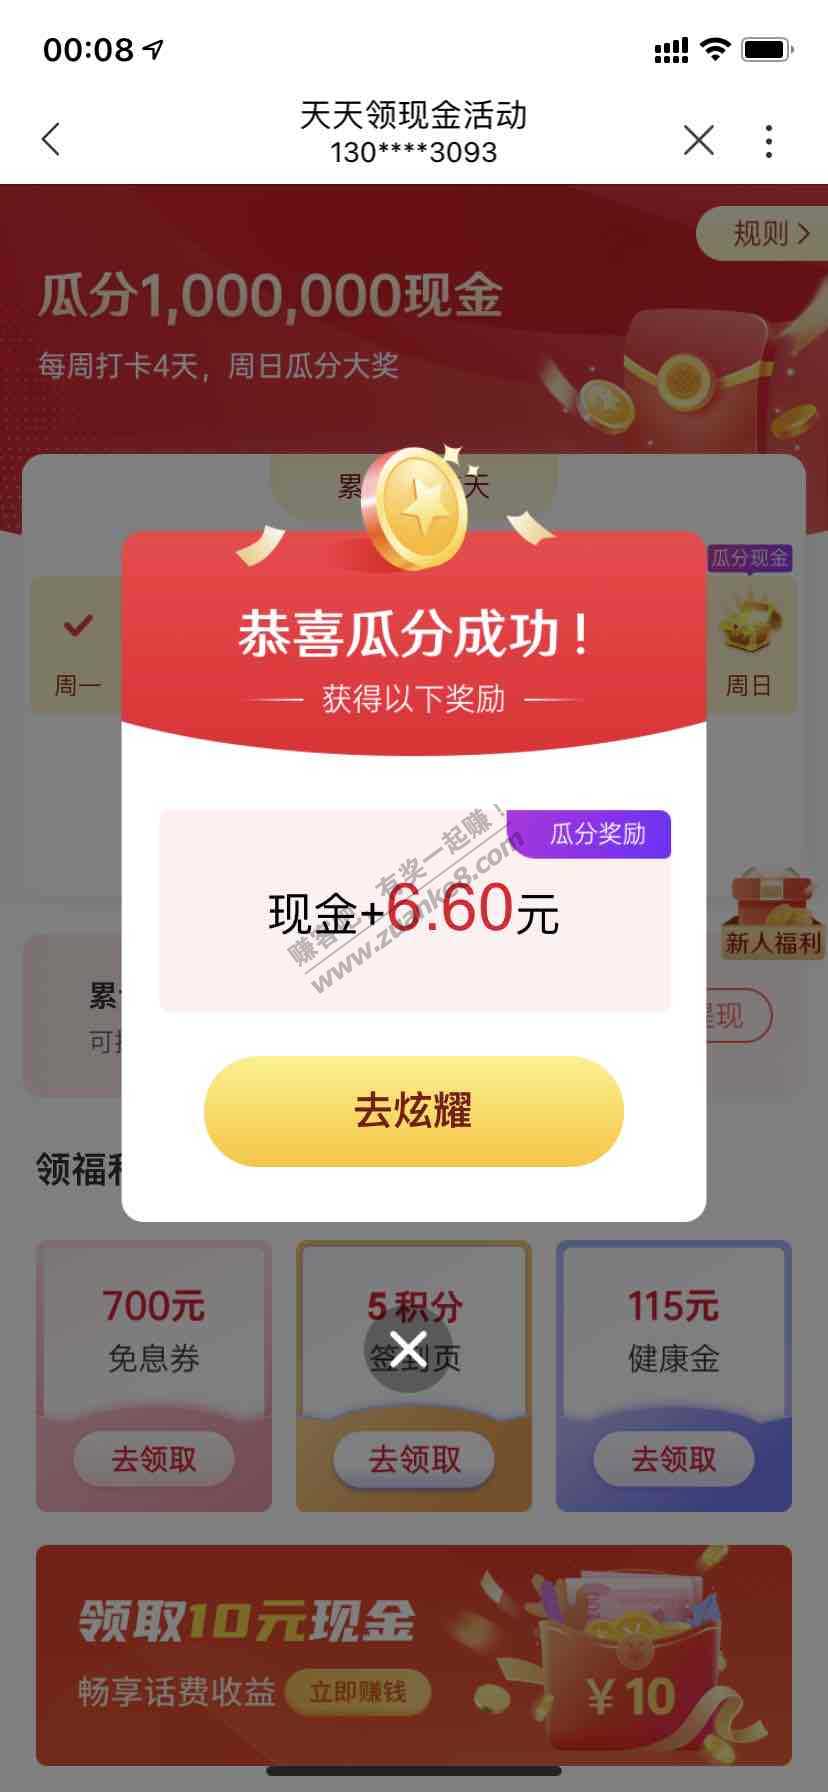 00:08
天天领现金活动
130****3093
规则
瓜分1,000,000现金
每周打卡4天，周日瓜分大奖
累
天
瓜分现金
周一
周日
恭喜瓜分成功！
获得以下奖励
瓜分奖励
现金+6.60元
赚客吧，有奖一起赚！
www.zuanke8.com
新人福利
累
可
提现
去炫耀
领福利
700元
免息券
去领取
5 积分
签到页
去领取
115元
健康金
去领取
领取10元现金
畅享话费收益
立即赚钱
¥10